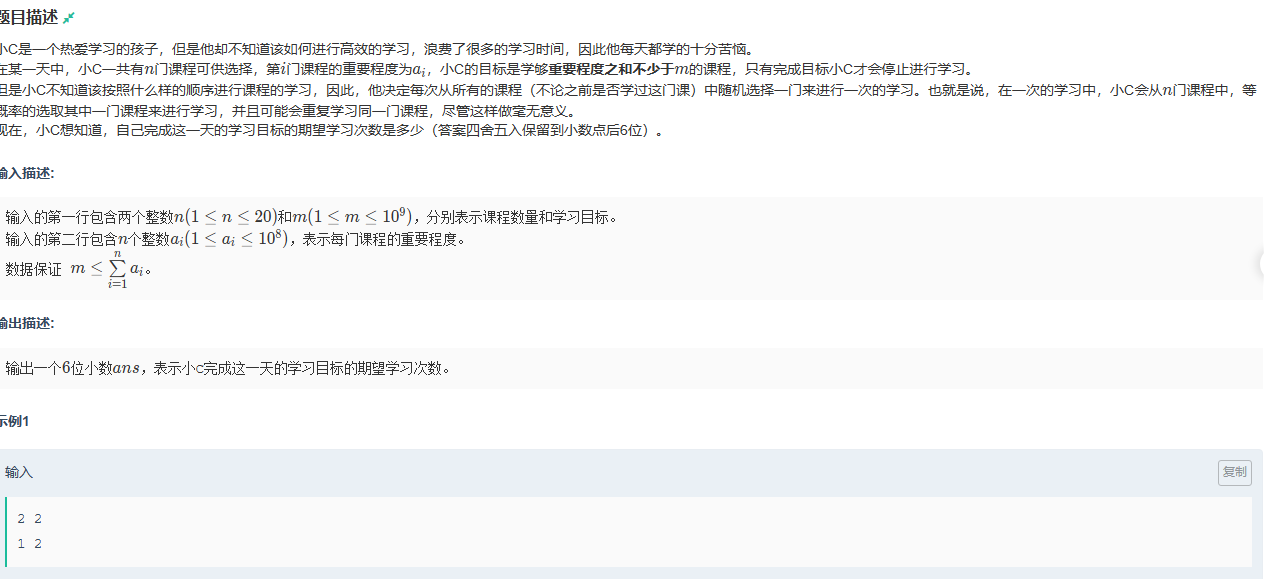 题目描述
小C是一个热爱学习的孩子，但是他却不知道该如何进行高效的学习，浪费了很多的学习时间，因此他每天都学的十分苦恼。
在某一天中，小C一共有n门课程可供选择，第i门课程的重要程度为a_i，小C的目标是学够重要程度之和不少于m的课程，只有完成目标小C才会停止进行学习。
但是小C不知道该按照什么样的顺序进行课程的学习，因此，他决定每次从所有的课程（不论之前是否学过这门课）中随机选择一门来进行一次的学习。也就是说，在一次的学习中，小C会从n门课程中，等
概率的选取其中一门课程来进行学习，并且可能会重复学习同一门课程，尽管这样做毫无意义。
现在，小C想知道，自己完成这一天的学习目标的期望学习次数是多少（答案四舍五入保留到小数点后6位）。
输入描述:
输入的第一行包含两个整数n(1 ≤ n ≤ 20)和m(1 ≤ m ≤ 10^9)，分别表示课程数量和学习目标。
输入的第二行包含n个整数a_i(1 ≤ a_i ≤ 10^8)，表示每门课程的重要程度。
数据保证 m ≤ ∑_{i=1}^{n} a_i。
输出描述:
输出一个6位小数ans，表示小C完成这一天的学习目标的期望学习次数。
示例1
输入
复制
2 2
1 2